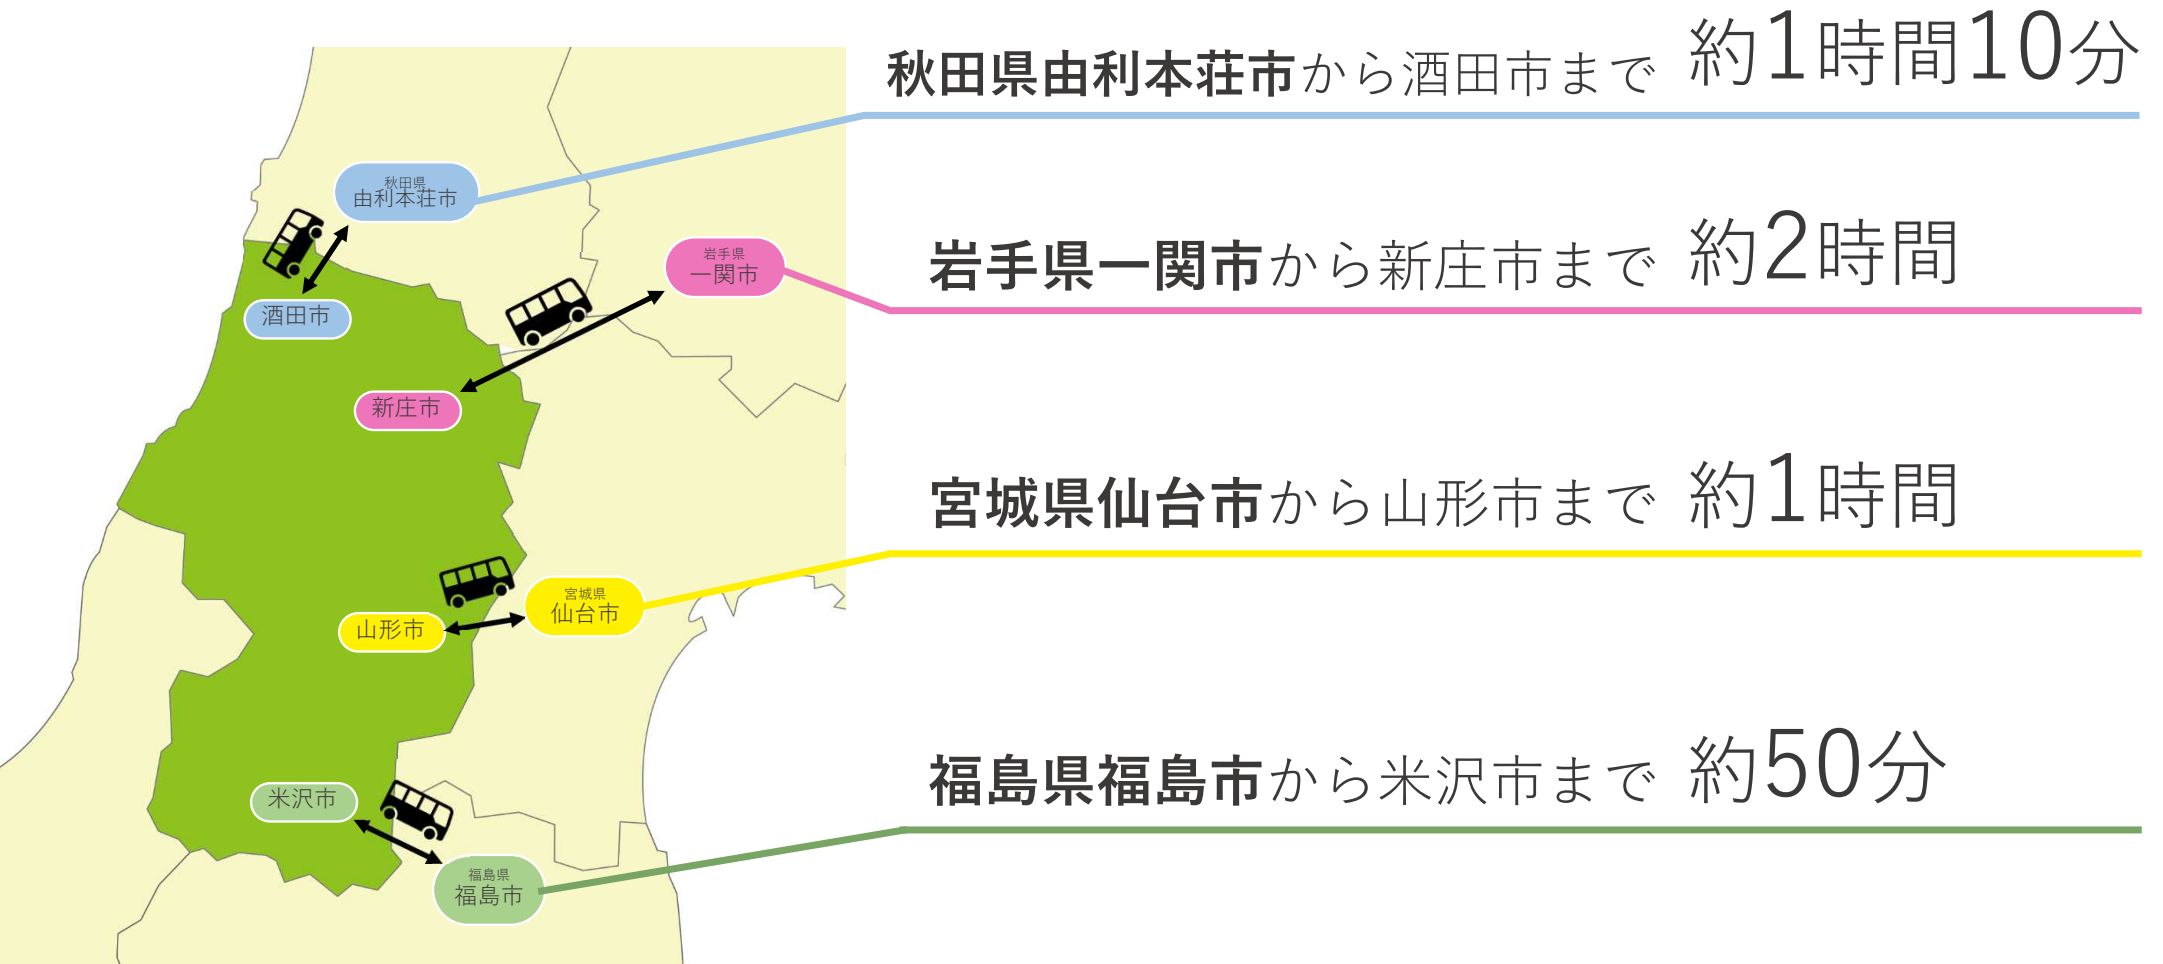 秋田県由利本荘市から酒田市まで 約1時間10分
岩手県一関市から新庄市まで 約2時間
宮城県仙台市から山形市まで 約1時間
福島県福島市から米沢市まで 約50分
秋田県
由利本荘市
酒田市
岩手県
一関市
新庄市
宮城県
仙台市
山形市
米沢市
福島県
福島市